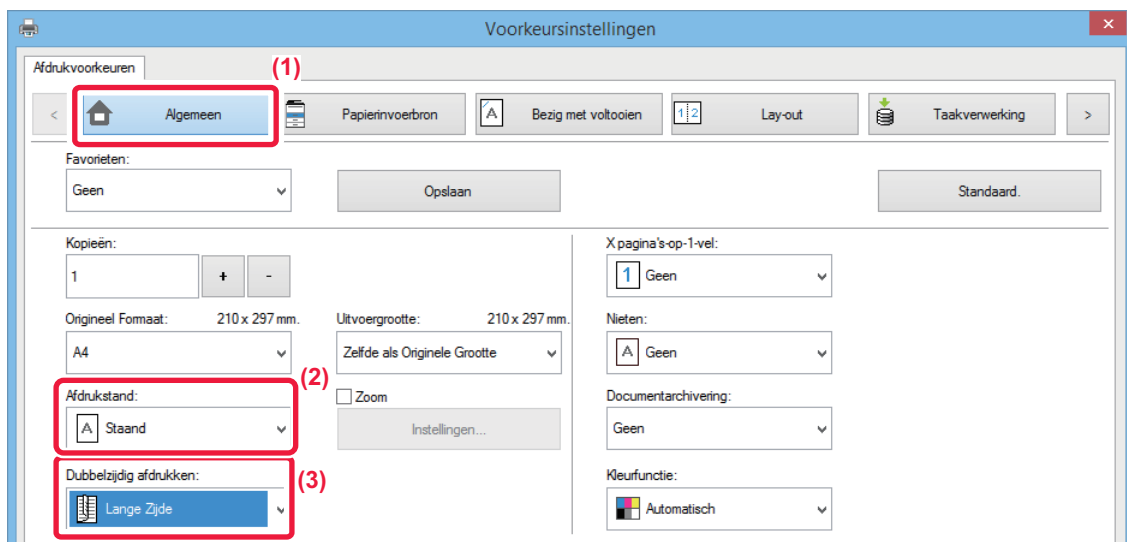 Voorkeursinstellingen
×
Afdrukvoorkeuren
(1)
< Algemeen Papierinvoerbron A Bezig met voltooien 1 2 Lay-out Taakverwerking >
Favorieten:
Geen Opslaan Standaard.
Kopieën: X pagina's-op-1-vel:
1 + - 1 Geen
Origineel Formaat: 210 x 297 mm. Uitvoergrootte: 210 x 297 mm. Nieten:
A4 Zelfde als Originele Grootte A Geen
(2)
Afdrukstand: Zoom Documentarchivering:
A Staand Instellingen... Geen
Dubbelzijdig afdrukken: (3) Kleurfunctie:
Lange Zijde Automatisch